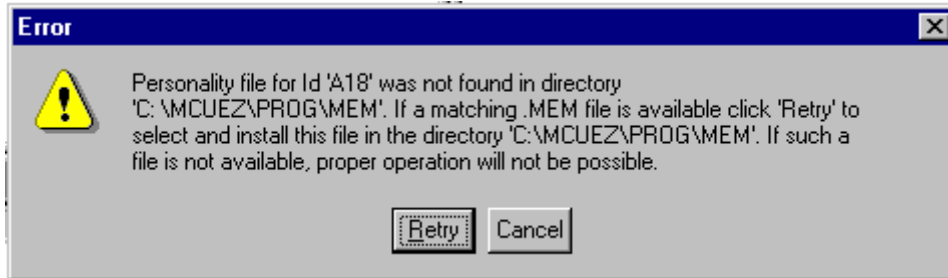 Error
Personality file for Id 'A18' was not found in directory
'C: \MCUEZ\PROG\MEM'. If a matching .MEM file is available click 'Retry' to
select and install this file in the directory 'C:\MCUEZ\PROG\MEM'. If such a
file is not available, proper operation will not be possible.
Retry Cancel